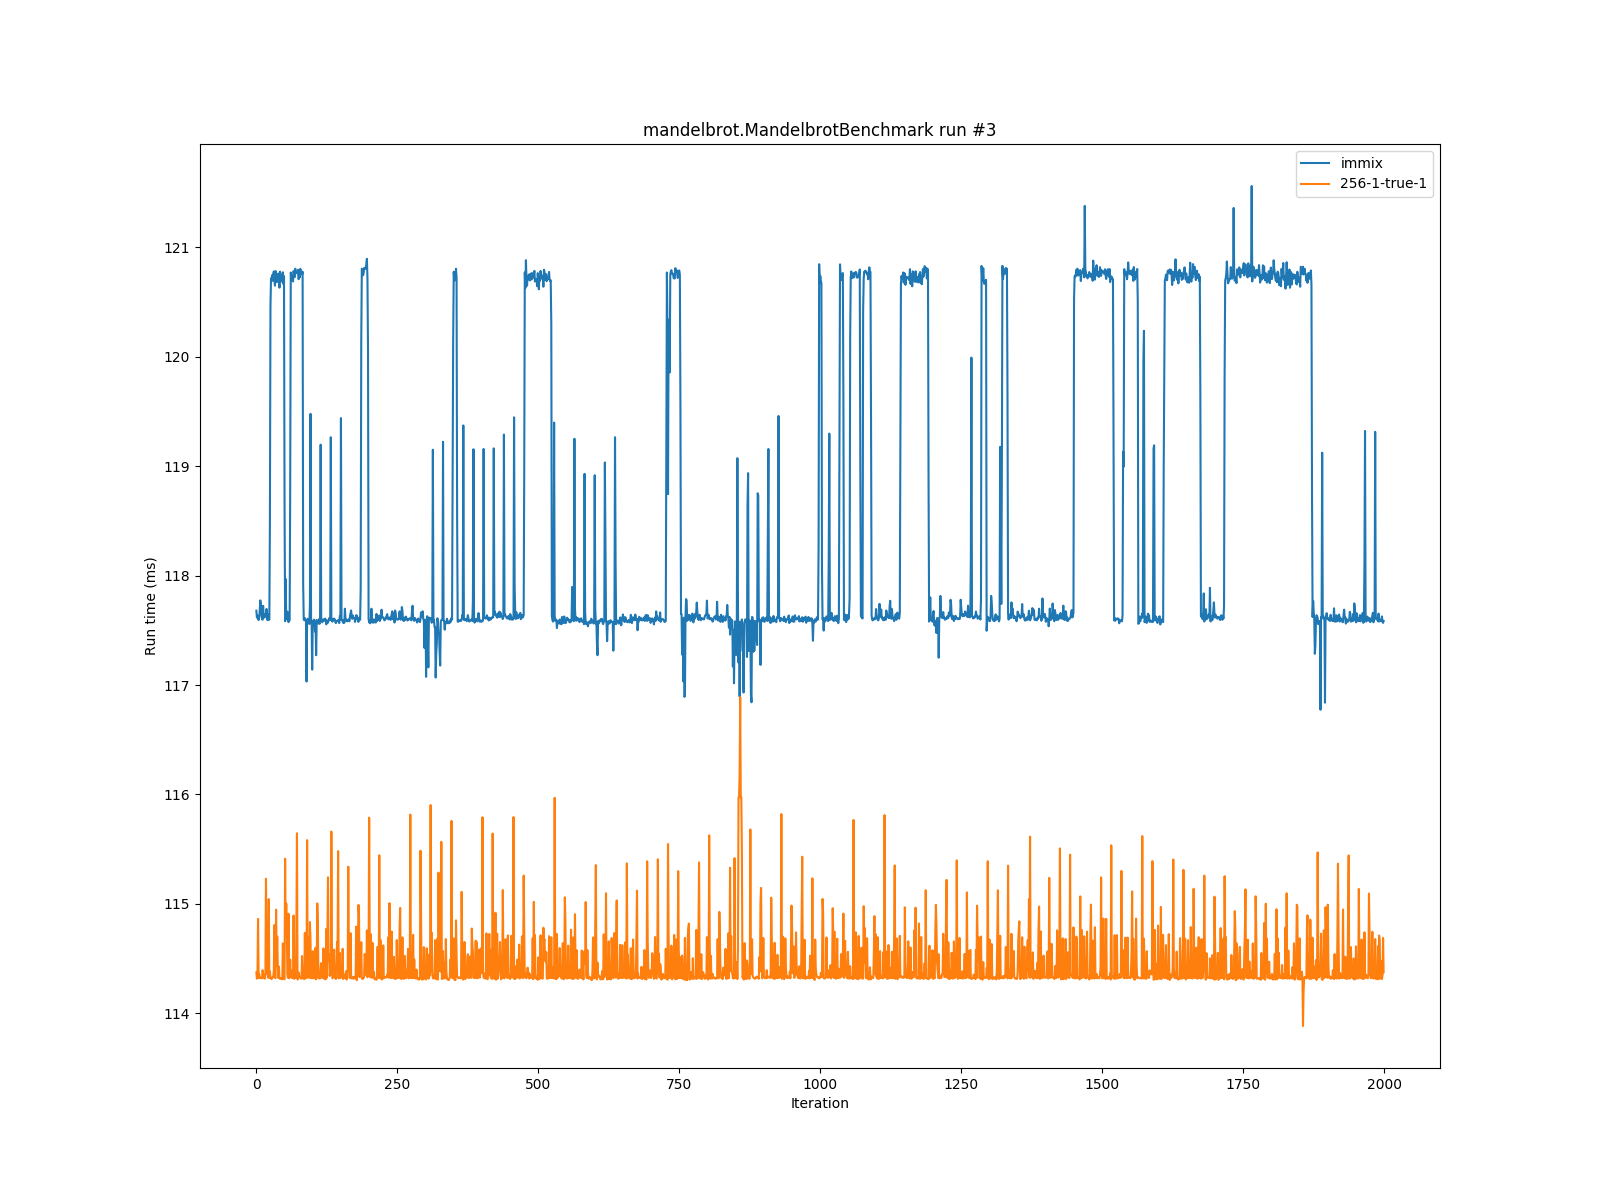 mandelbrot.MandelbrotBenchmark run #3
immix
256-1-true-1
Run time (ms)
121
120
119
118
117
116
115
114
0 250 500 750 1000 1250 1500 1750 2000
Iteration